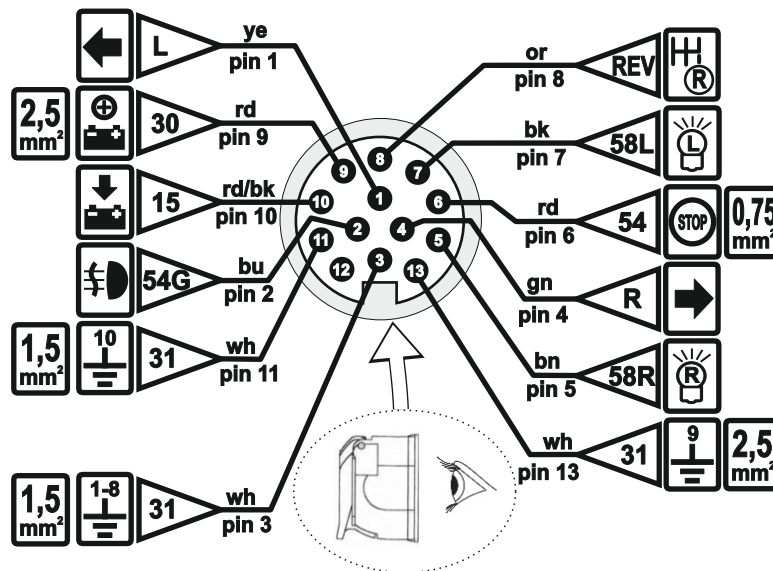 L
ye
pin 1
2,5
mm²
30
rd
pin 9
15
rd/bk
pin 10
54G
bu
pin 2
1,5
mm²
10
31
wh
pin 11
1,5
mm²
1-8
31
wh
pin 3
8
9
7
10
1
6
2
4
11
5
3
12
13
or
pin 8
REV
R
bk
pin 7
58L
L
rd
pin 6
54
STOP
0,75
mm²
gn
pin 4
R
bn
pin 5
58R
R
wh
pin 13
31
9
2,5
mm²